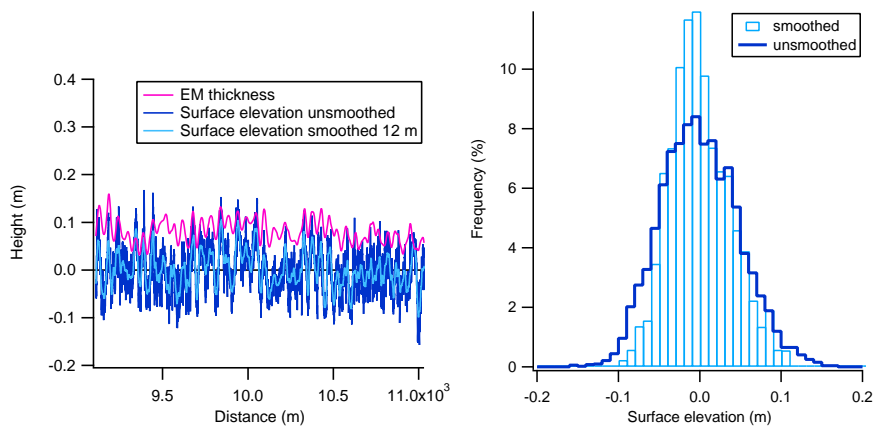 0.4
0.3
0.2
0.1
0.0
-0.1
-0.2
Height (m)
EM thickness
Surface elevation unsmoothed
Surface elevation smoothed 12 m
9.5
10.0
10.5
11.0x10³
Distance (m)
10
8
6
4
2
0
Frequency (%)
smoothed
unsmoothed
-0.2
-0.1
0.0
0.1
0.2
Surface elevation (m)